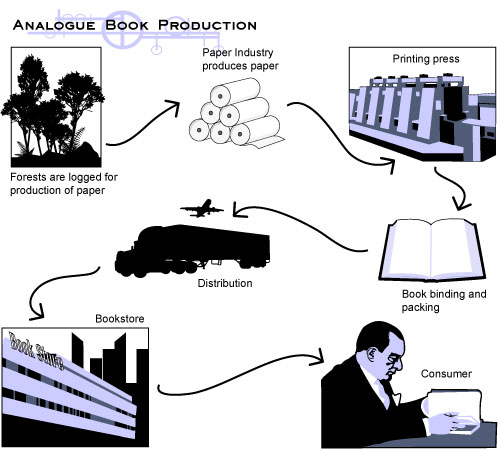 Analogue Book Production
Paper Industry
produces paper
Printing press
Forests are logged for
production of paper
Distribution
Book binding and
packing
Bookstore
Book Store
Consumer